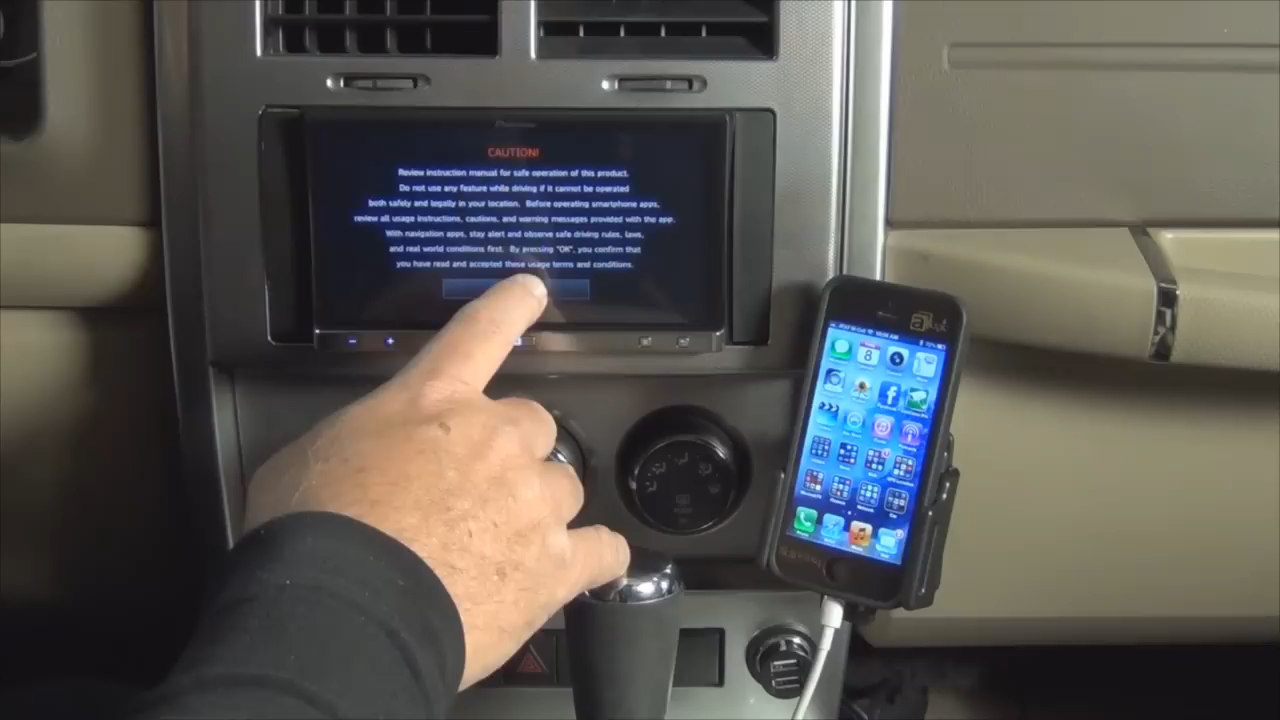 Pioneer
CAUTION!
Review instruction manual for safe operation of this product.
Do not use any feature while driving if it cannot be operated
both safely and legally in your location. Before operating smartphone apps,
review all usage instructions, cautions, and warning messages provided with the app.
With navigation apps, stay alert and observe safe driving rules, laws,
and real world conditions first. By pressing "OK", you confirm that
you have read and accepted these usage terms and conditions.
8
Facebook